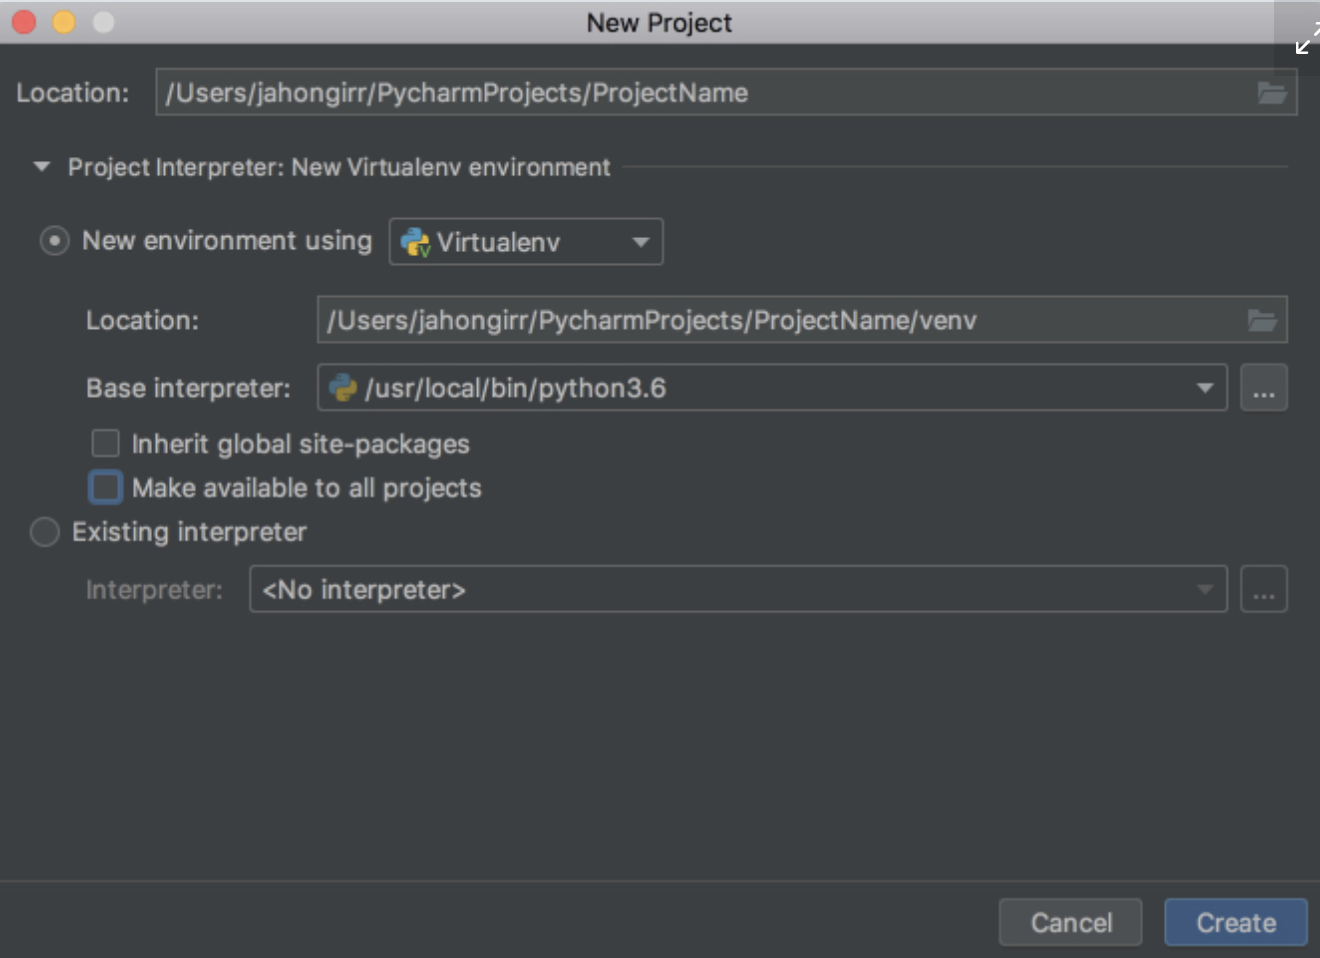 New Project
Location: /Users/jahongirr/PycharmProjects/ProjectName
Project Interpreter: New Virtualenv environment
New environment using Virtualenv
Location: /Users/jahongirr/PycharmProjects/ProjectName/venv
Base interpreter: /usr/local/bin/python3.6 ...
Inherit global site-packages
Make available to all projects
Existing interpreter
Interpreter: <No interpreter> ...
Cancel Create